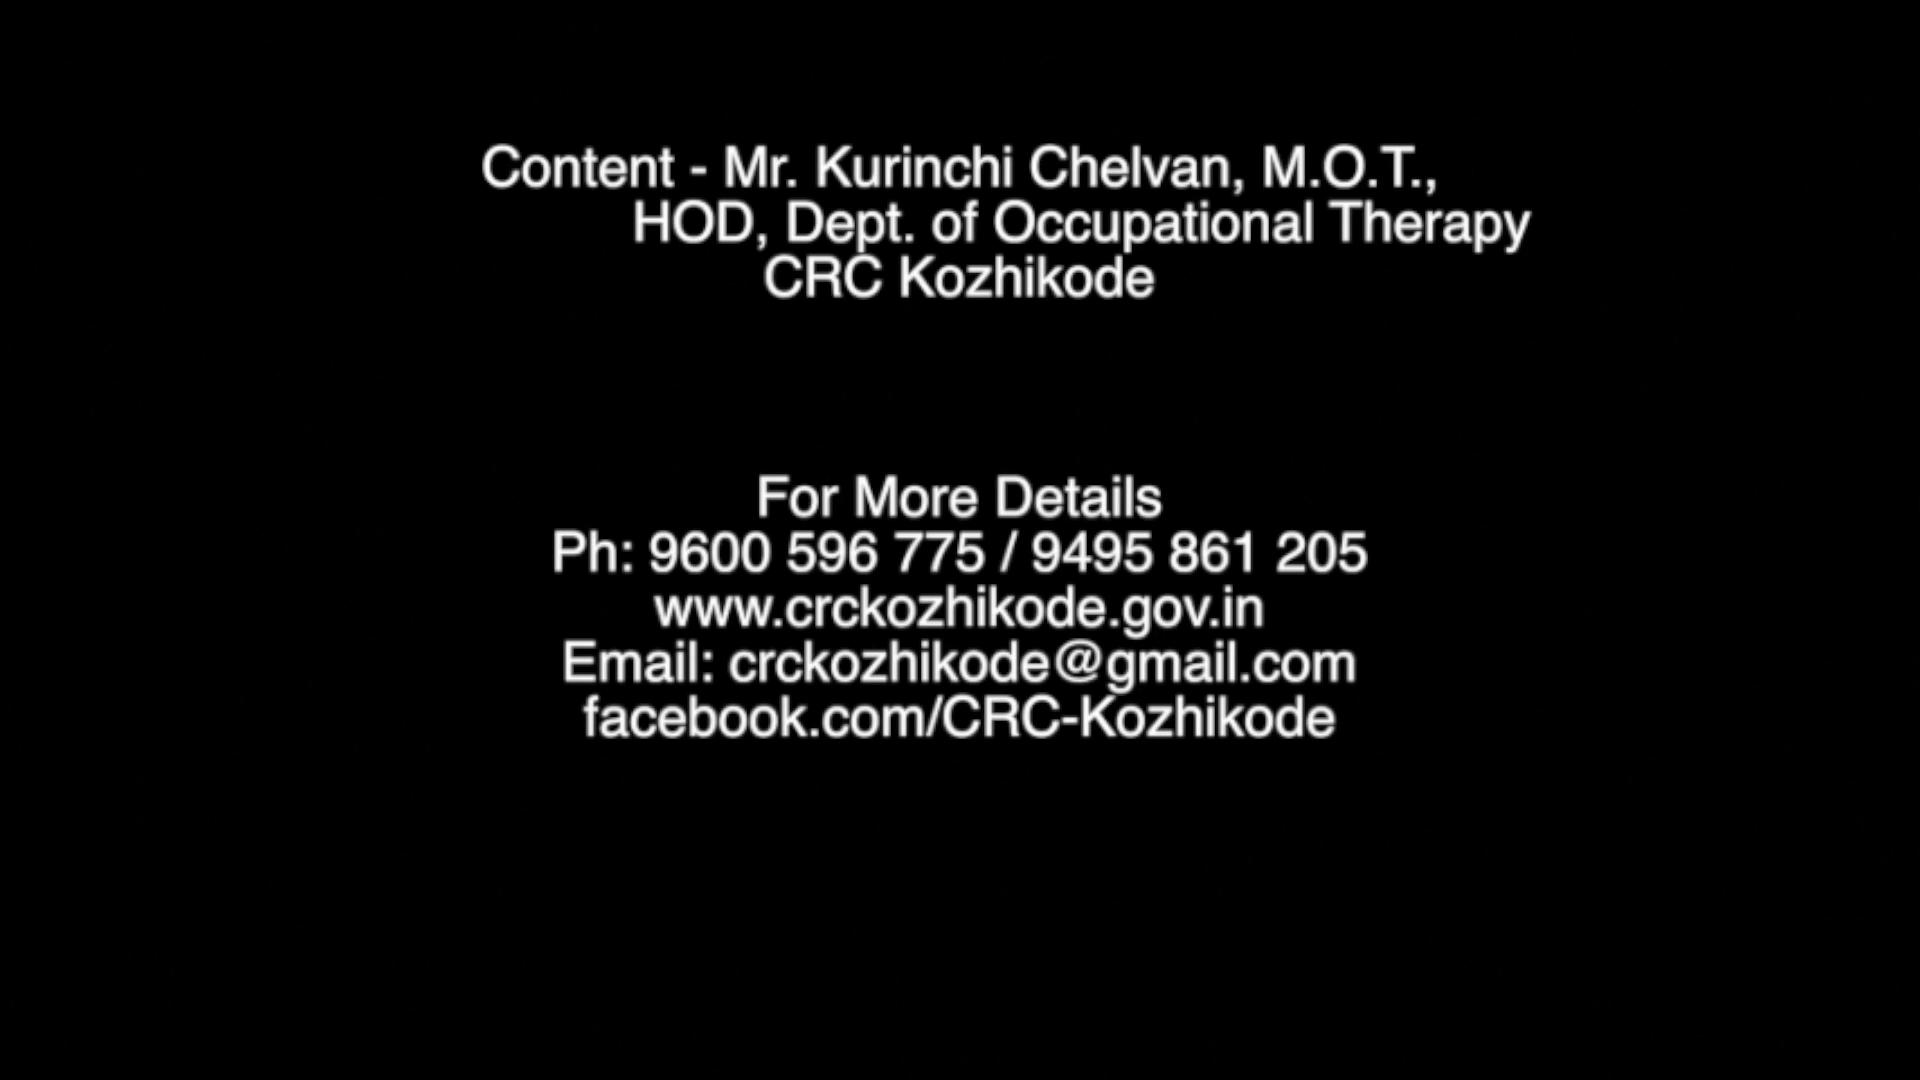 Content - Mr. Kurinchi Chelvan, M.O.T.,
HOD, Dept. of Occupational Therapy
CRC Kozhikode
For More Details
Ph: 9600 596 775 / 9495 861 205
www.crckozhikode.gov.in
Email: crckozhikode@gmail.com
facebook.com/CRC-Kozhikode